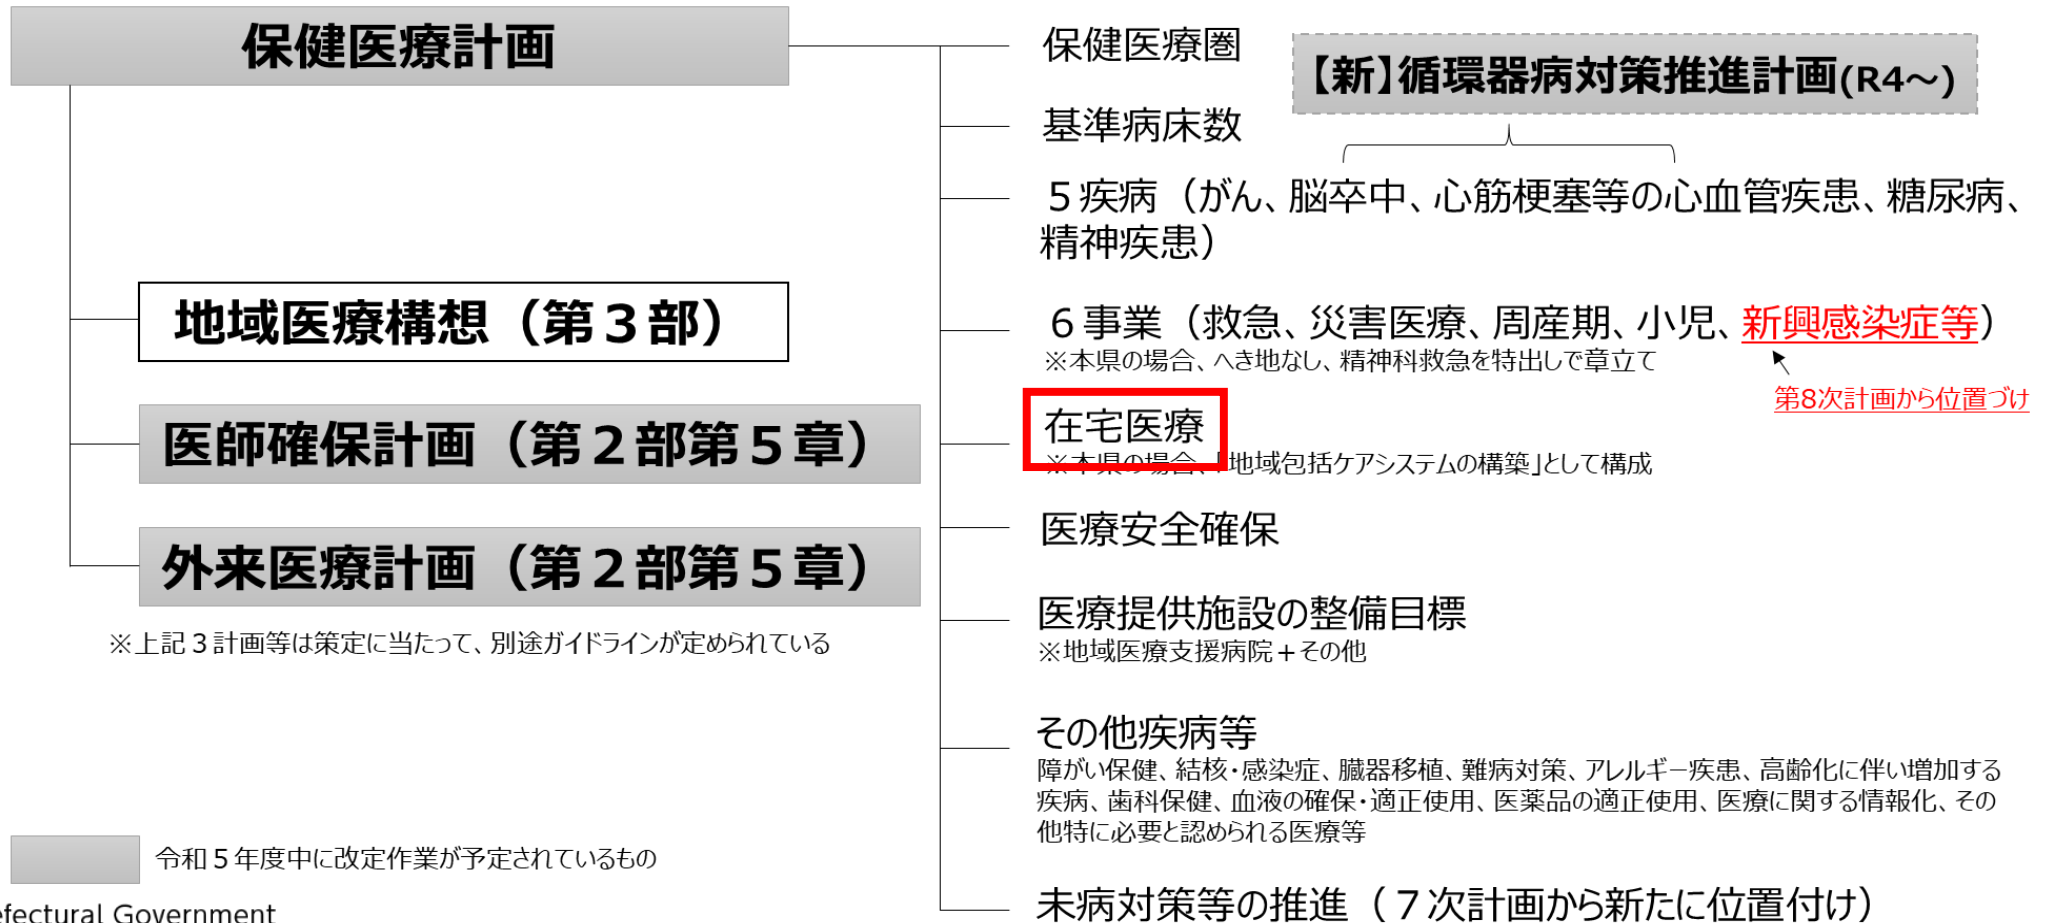 保健医療計画
地域医療構想（第３部）
医師確保計画（第２部第５章）
外来医療計画（第２部第５章）
※上記３計画等は策定に当たって、別途ガイドラインが定められている
令和５年度中に改定作業が予定されているもの
efectural Government
保健医療圏
【新】循環器病対策推進計画(R4～)
基準病床数
５疾病（がん、脳卒中、心筋梗塞等の心血管疾患、糖尿病、
精神疾患）
６事業（救急、災害医療、周産期、小児、新興感染症等）
※本県の場合、へき地なし、精神科救急を特出しで章立て
第8次計画から位置づけ
在宅医療
※本県の場合、「地域包括ケアシステムの構築」として構成
医療安全確保
医療提供施設の整備目標
※地域医療支援病院＋その他
その他疾病等
障がい保健、結核・感染症、臓器移植、難病対策、アレルギー疾患、高齢化に伴い増加する
疾病、歯科保健、血液の確保・適正使用、医薬品の適正使用、医療に関する情報化、その
他特に必要と認められる医療等
未病対策等の推進（７次計画から新たに位置付け）